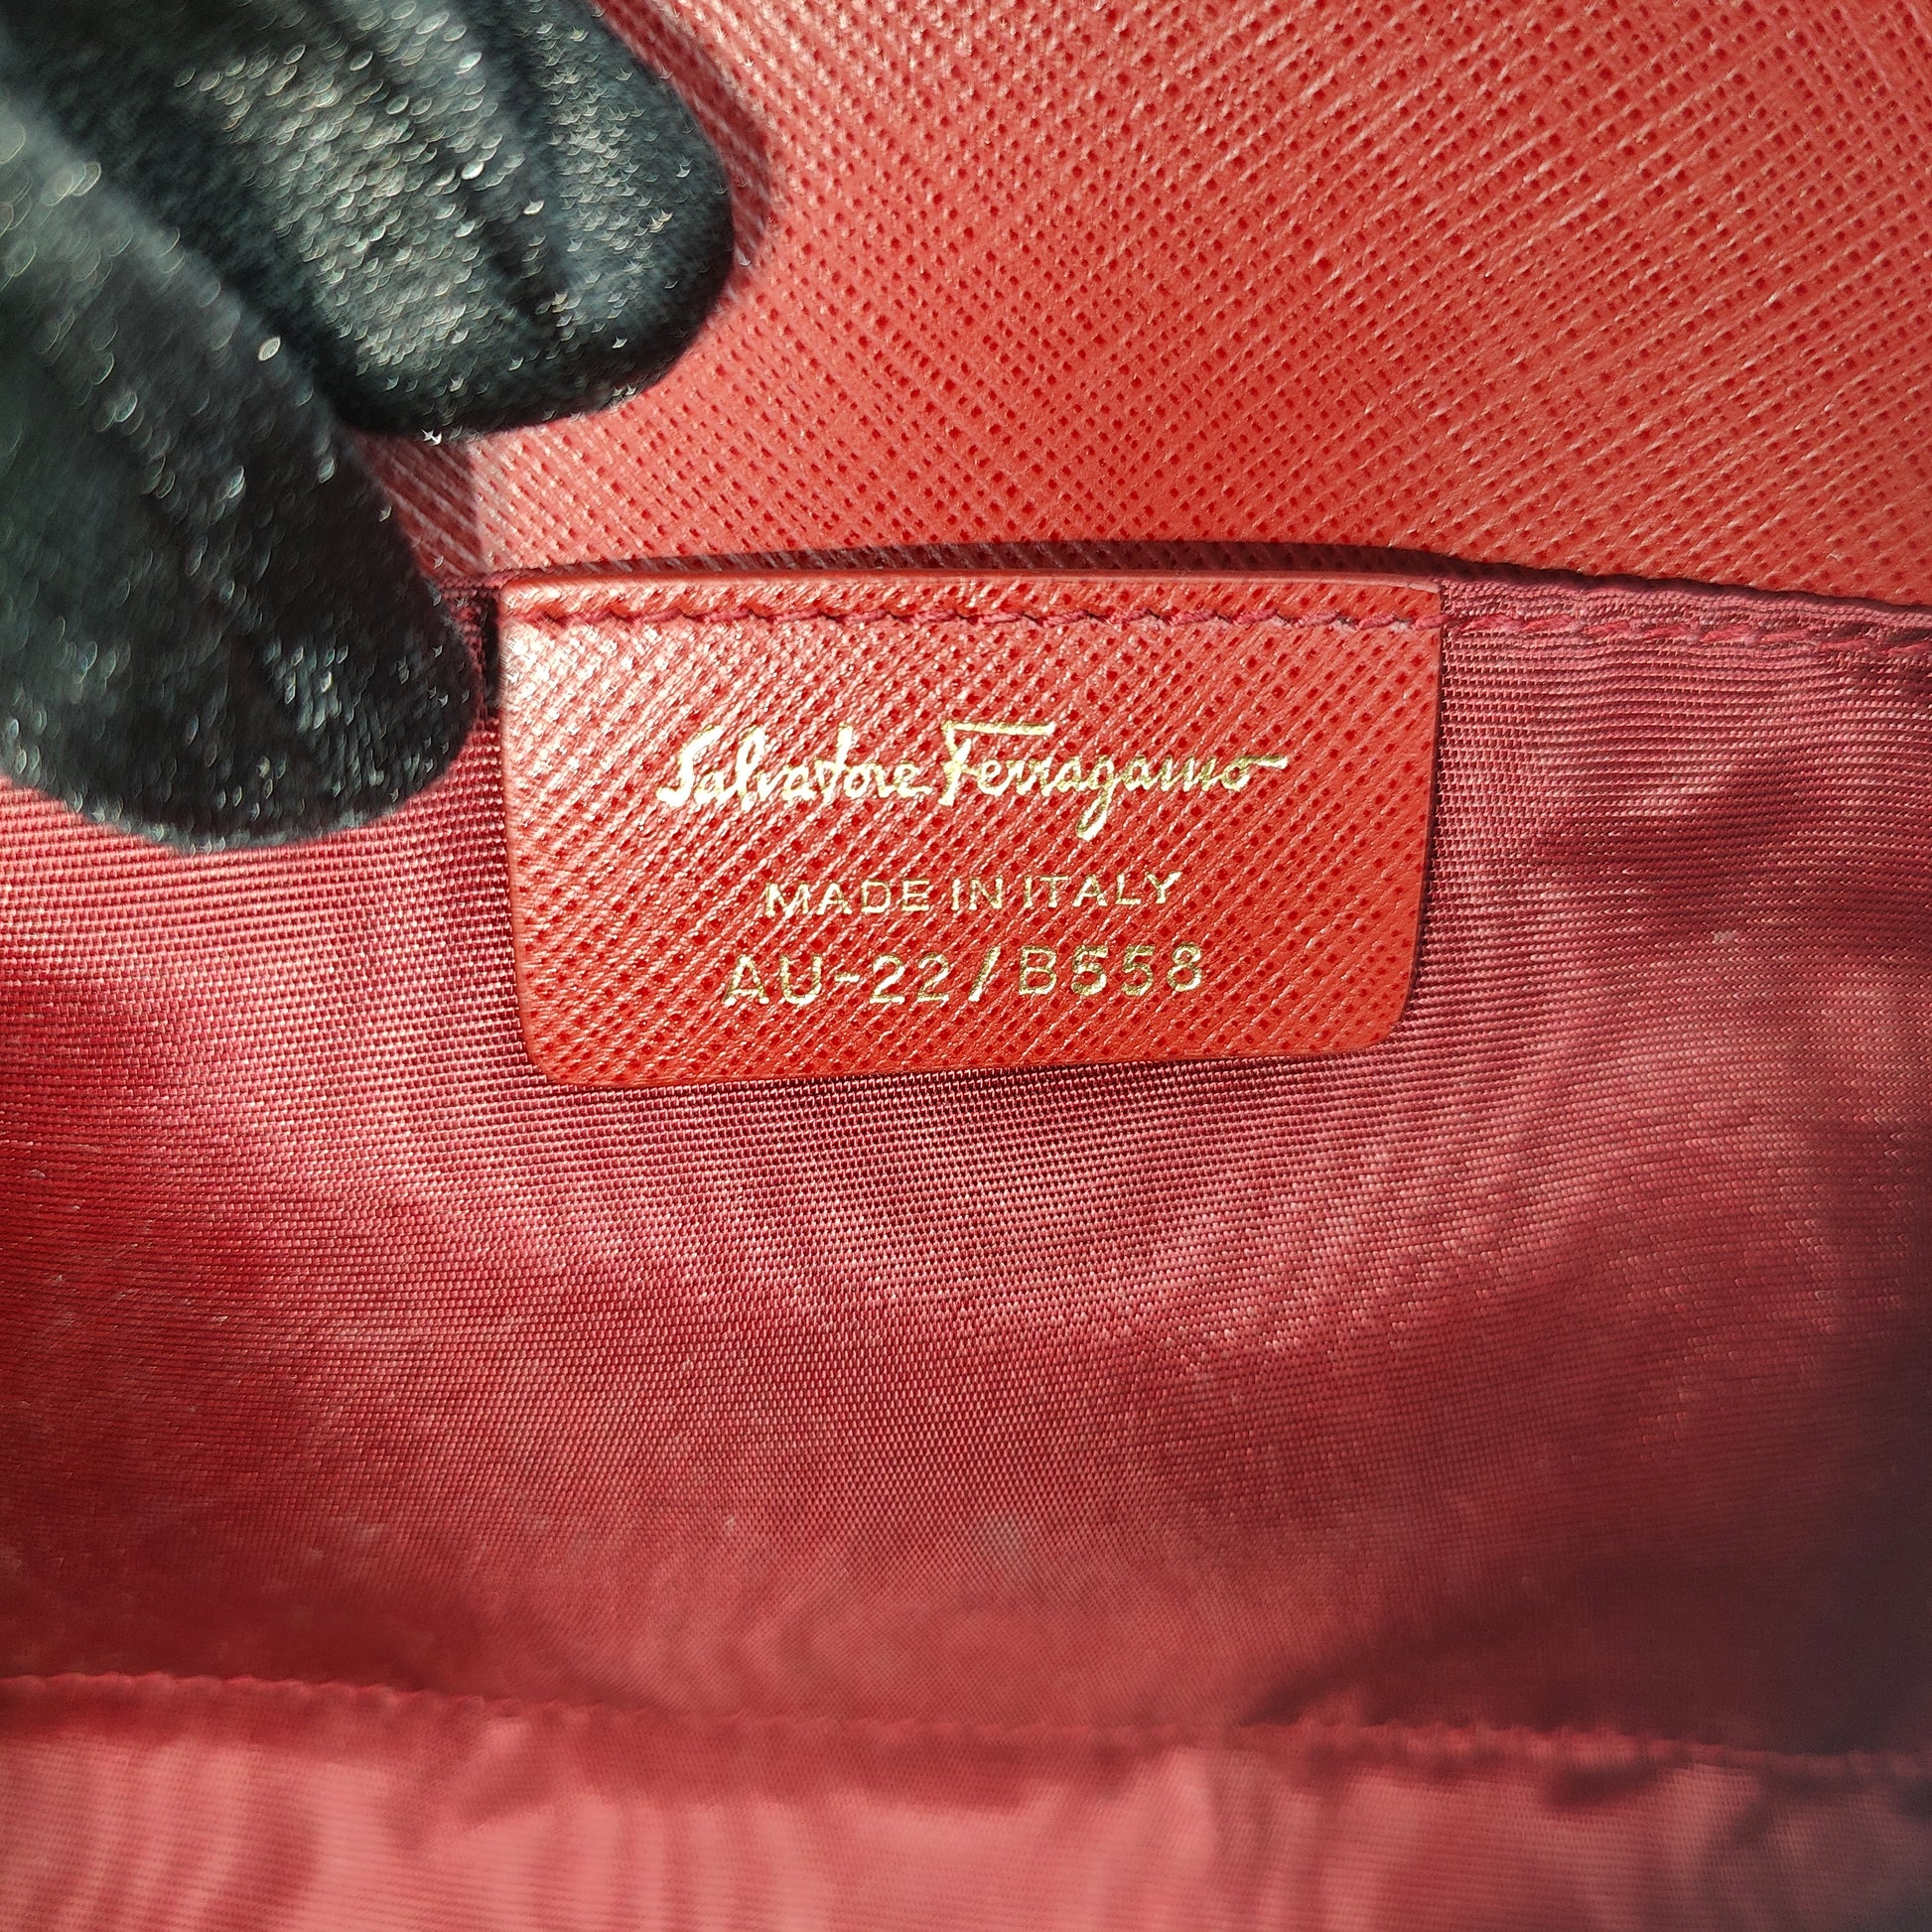 Salvatore Ferragamo
MADE IN ITALY
AU-22/B558